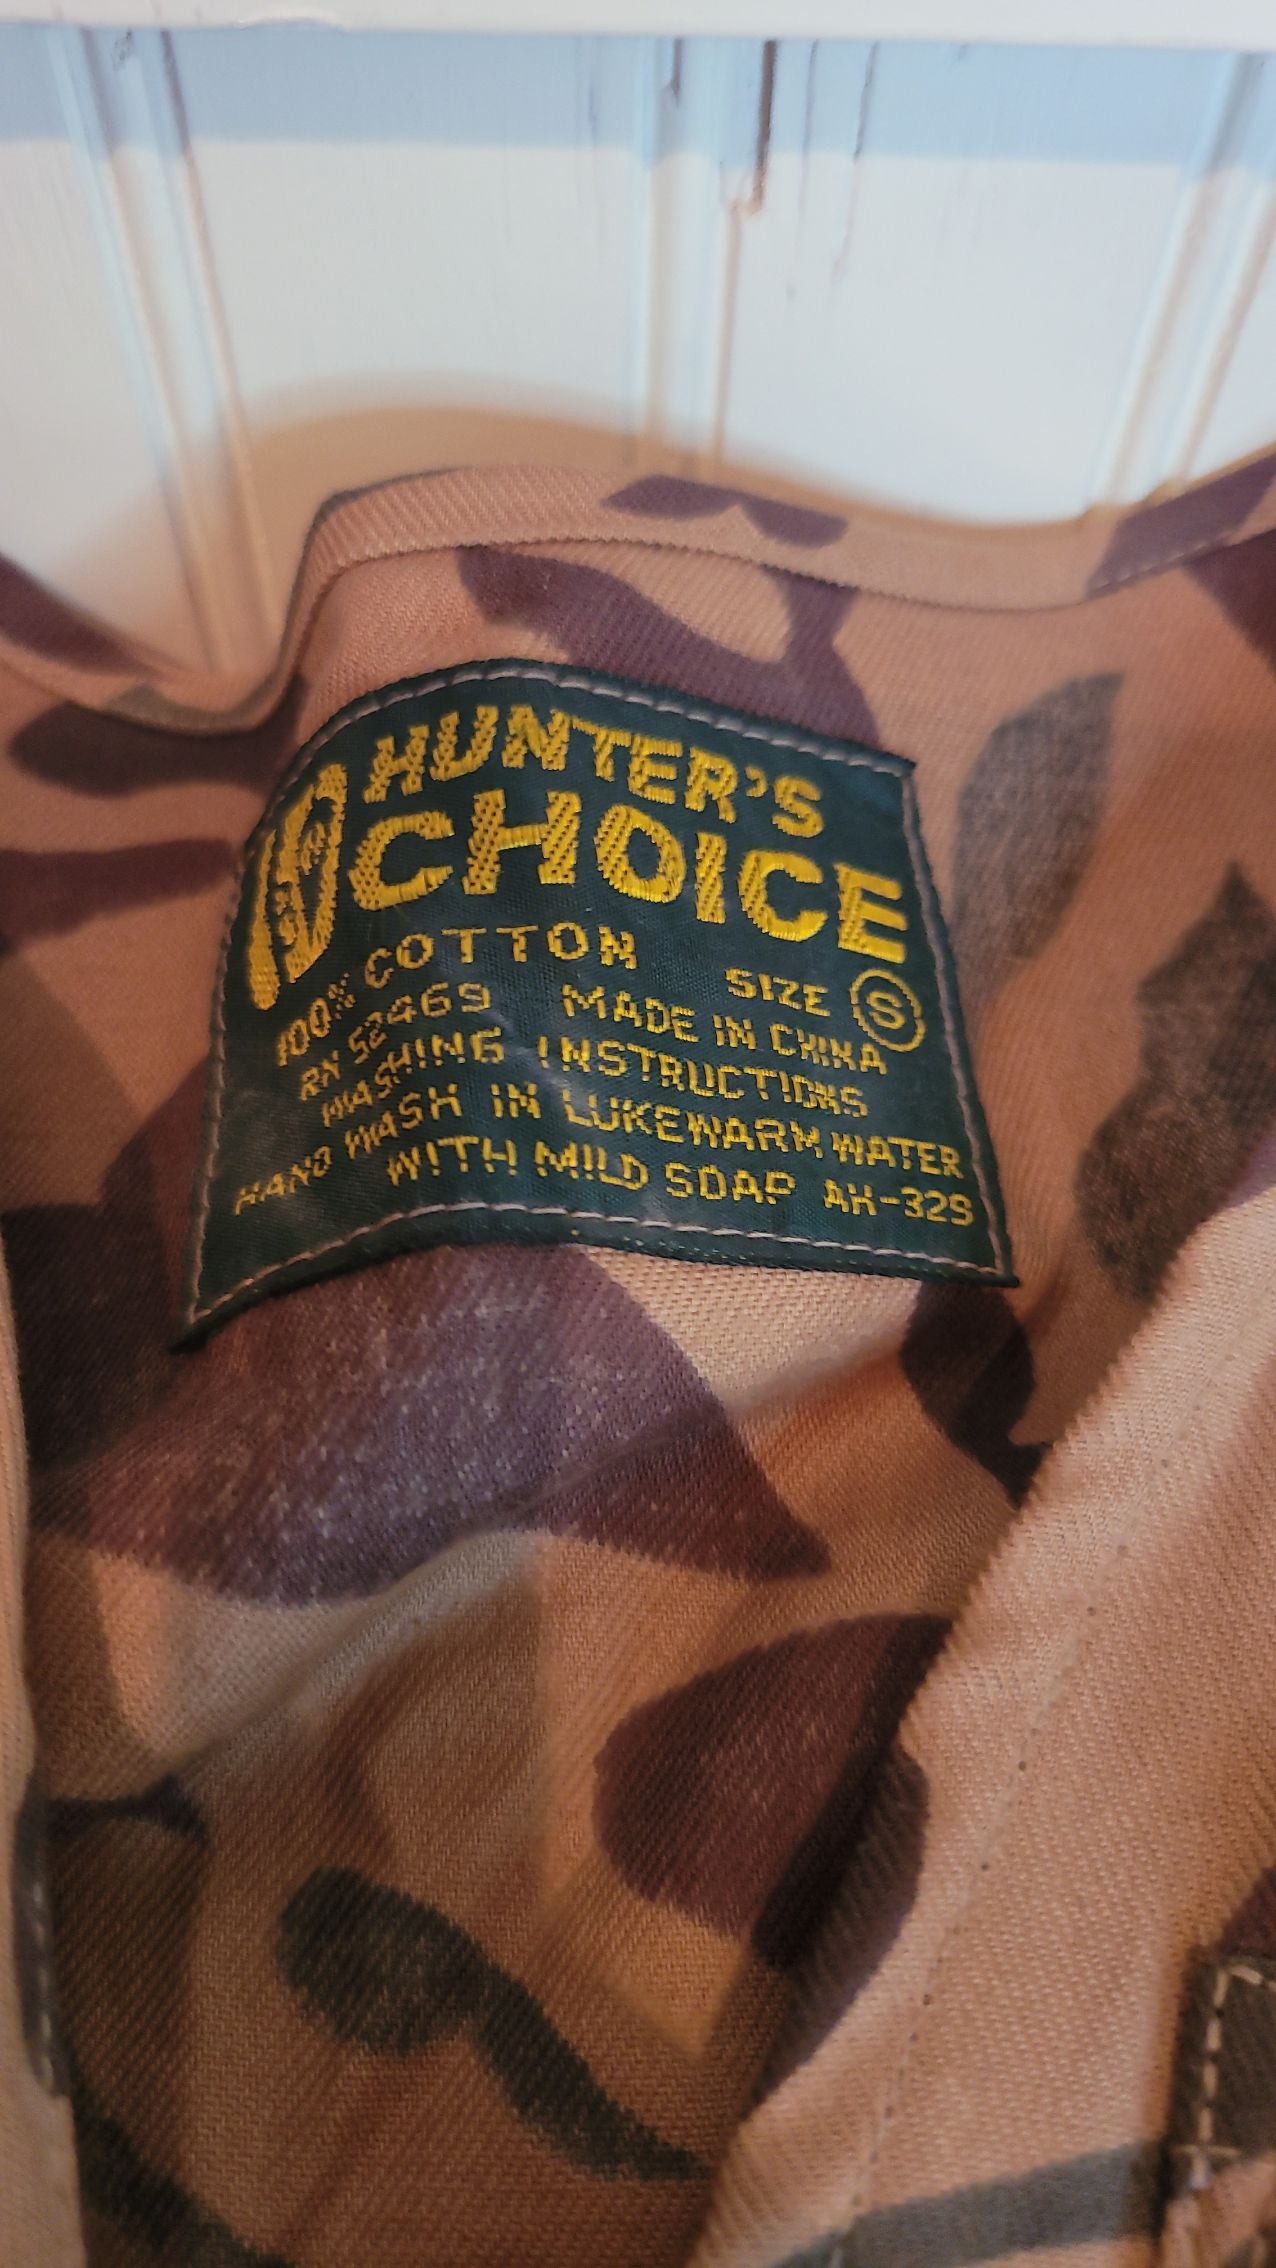 HUNTER'S
CHOICE
100% COTTON SIZE S
RN 52469 MADE IN CHINA
WASHING INSTRUCTIONS
HAND WASH IN LUKEWARM WATER
WITH MILD SOAP AK-329